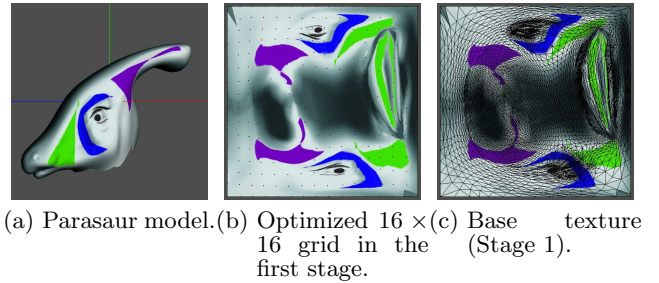 (a) Parasaur model.
(b) Optimized 16 ×
16 grid in the
first stage.
(c) Base texture
(Stage 1).